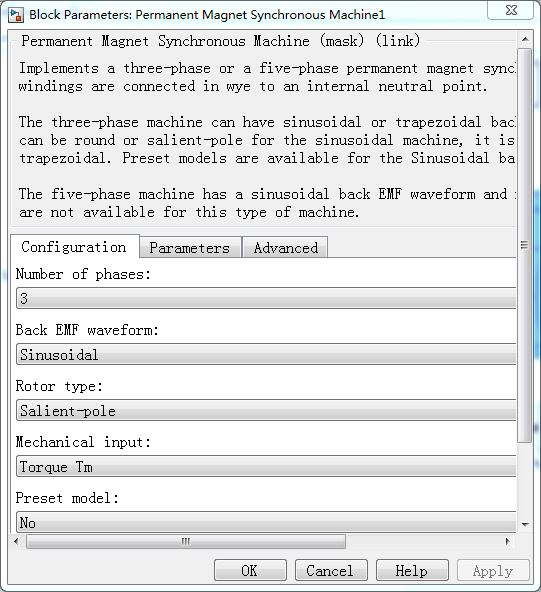 Block Parameters: Permanent Magnet Synchronous Machine1
Permanent Magnet Synchronous Machine (mask) (link)
Implements a three-phase or a five-phase permanent magnet
windings are connected in wye to an internal neutral point.
The three-phase machine can have sinusoidal or trapezoidal
can be round or salient-pole for the sinusoidal machine, it is
trapezoidal. Preset models are available for the Sinusoidal
The five-phase machine has a sinusoidal back EMF waveform and
are not available for this type of machine.
Configuration
Parameters
Advanced
Number of phases:
3
Back EMF waveform:
Sinusoidal
Rotor type:
Salient-pole
Mechanical input:
Torque Tm
Preset model:
No
OK
Cancel
Help
Apply